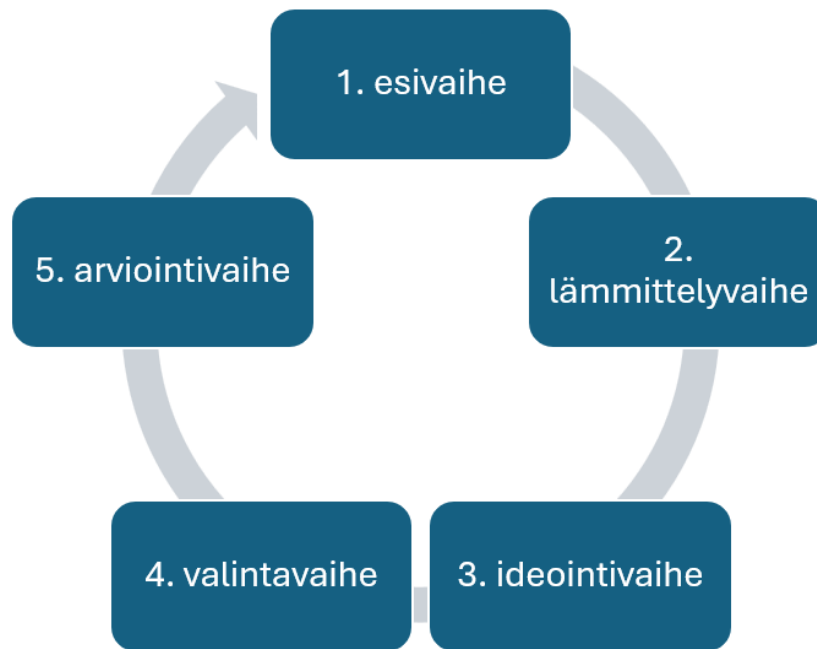 1. esivaihe
2.
lämmittelyvaihe
3. ideointivaihe
4. valintavaihe
5. arviointivaihe